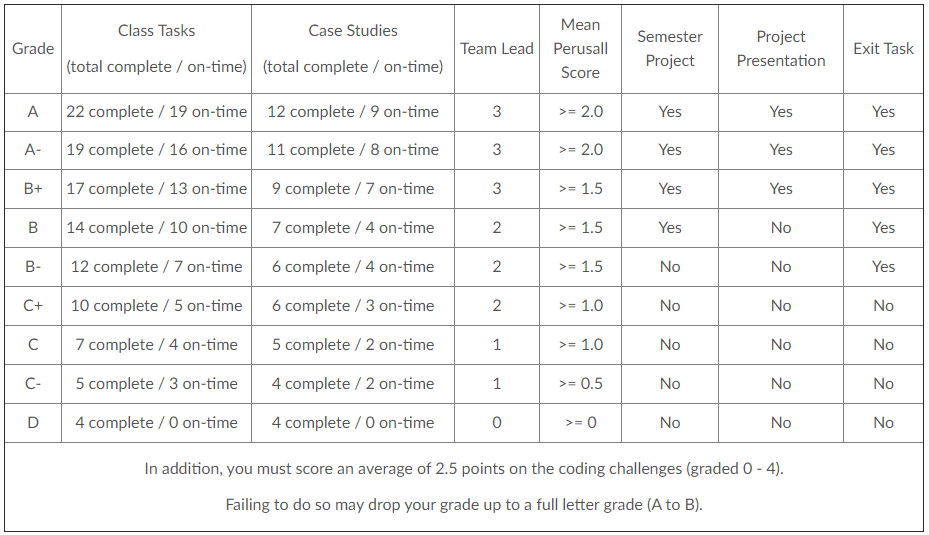 Grade | Class Tasks (total complete / on-time) | Case Studies (total complete / on-time) | Team Lead | Mean Perusall Score | Semester Project | Project Presentation | Exit Task
A | 22 complete / 19 on-time | 12 complete / 9 on-time | 3 | >= 2.0 | Yes | Yes | Yes
A- | 19 complete / 16 on-time | 11 complete / 8 on-time | 3 | >= 2.0 | Yes | Yes | Yes
B+ | 17 complete / 13 on-time | 9 complete / 7 on-time | 3 | >= 1.5 | Yes | Yes | Yes
B | 14 complete / 10 on-time | 7 complete / 4 on-time | 2 | >= 1.5 | Yes | No | Yes
B- | 12 complete / 7 on-time | 6 complete / 4 on-time | 2 | >= 1.5 | No | No | Yes
C+ | 10 complete / 5 on-time | 6 complete / 3 on-time | 2 | >= 1.0 | No | No | No
C | 7 complete / 4 on-time | 5 complete / 2 on-time | 1 | >= 1.0 | No | No | No
C- | 5 complete / 3 on-time | 4 complete / 2 on-time | 1 | >= 0.5 | No | No | No
D | 4 complete / 0 on-time | 4 complete / 0 on-time | 0 | >= 0 | No | No | No
In addition, you must score an average of 2.5 points on the coding challenges (graded 0 - 4).
Failing to do so may drop your grade up to a full letter grade (A to B).